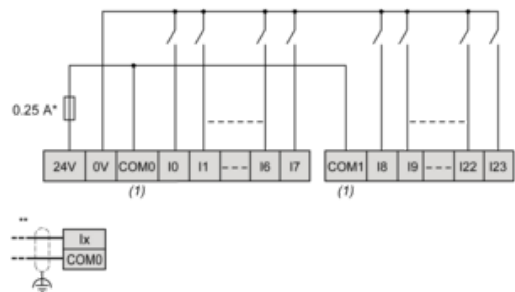 0.25 A*
24V 0V COM0 I0 I1 --- I6 I7 COM1 I8 I9 --- I22 I23
(1) (1)
**
Ix
COM0